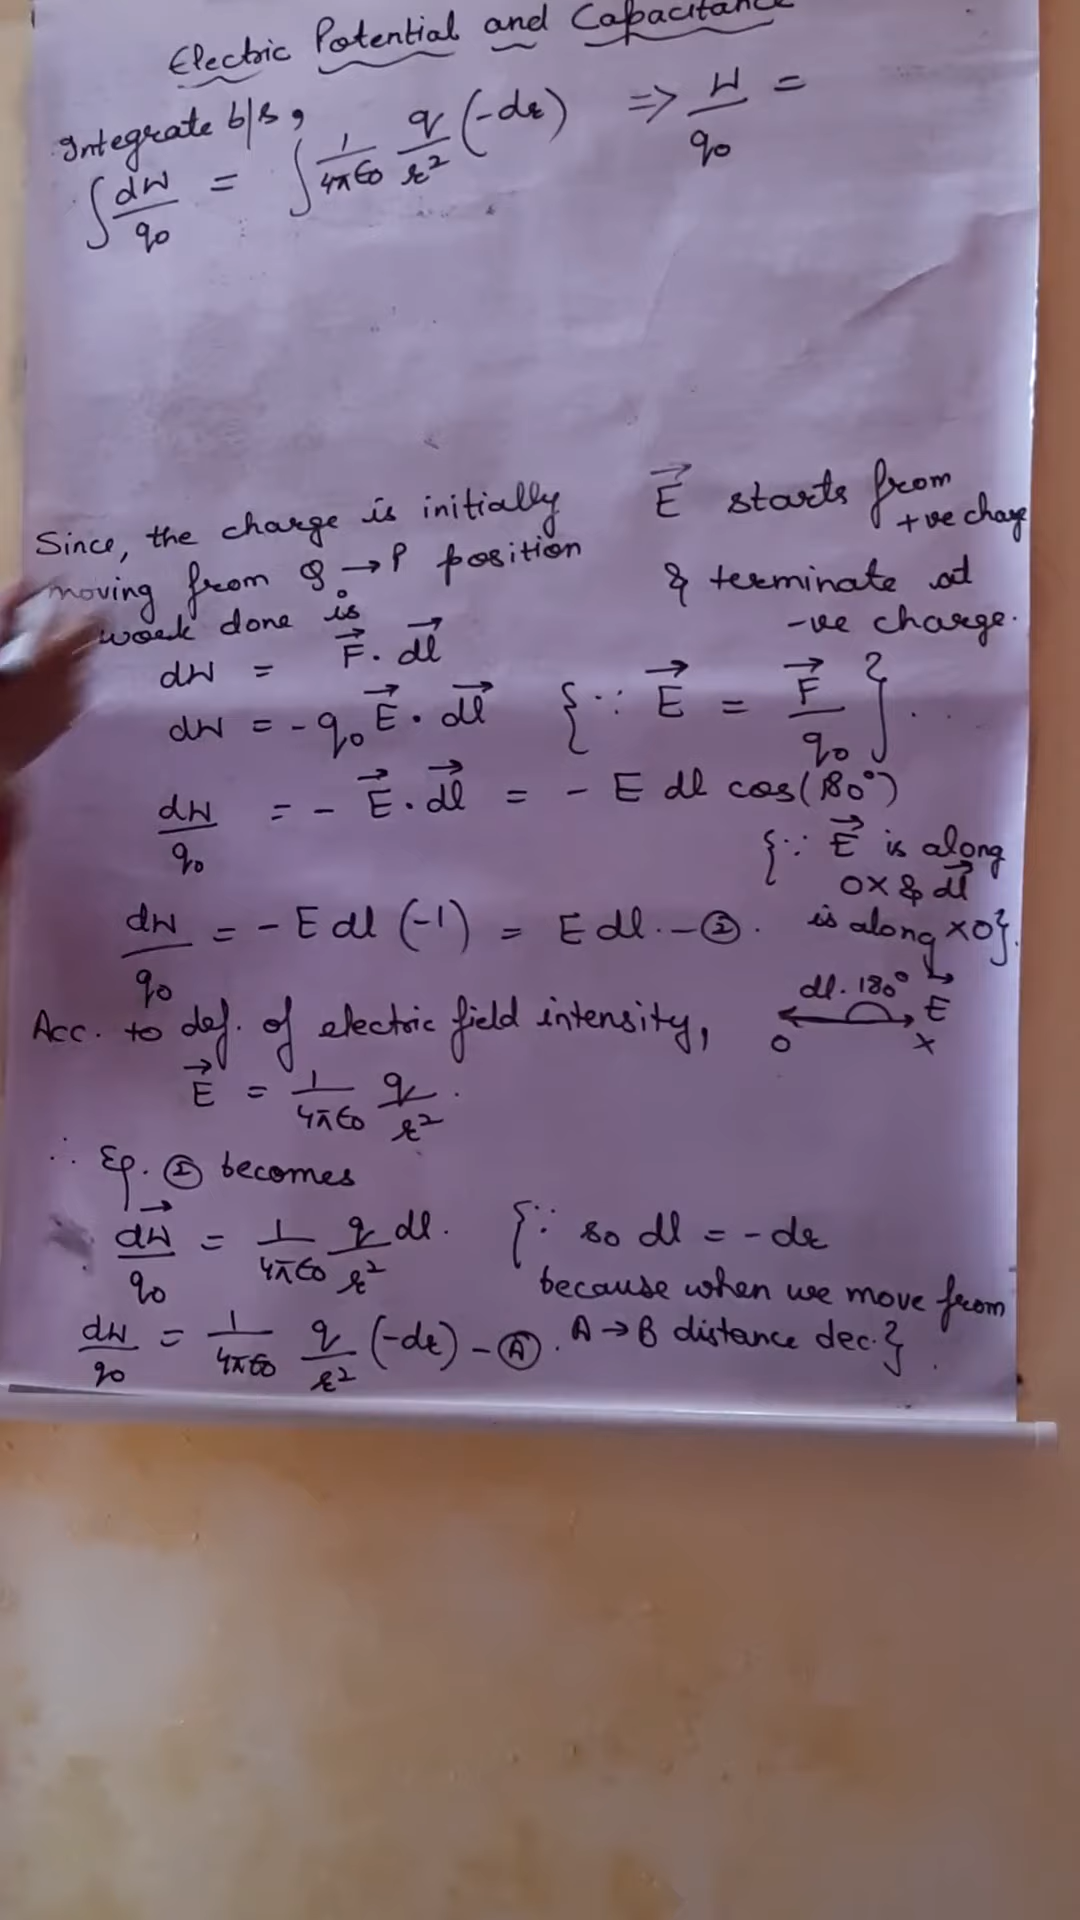 Electric Potential and Capacitance
Integrate b/s,
∫ dW/q₀ = ∫ 1/4πε₀ q/r² (-dr) ⇒ W/q₀ =
Since, the charge is initially
moving from Q → P position
work done is
dW = F⃗ . dl⃗
E⃗ starts from
+ve charge
& terminate at
-ve charge.
dW = -q₀ E⃗ . dl⃗ {∵ E⃗ = F⃗/q₀}.
dW/q₀ = - E⃗ . dl⃗ = - E dl cos(180°)
{∵ E⃗ is along
OX & dl⃗
is along XO}.
dW/q₀ = - E dl (-1) = E dl. - ②.
dl. 180° E⃗
O X
Acc. to def. of electric field intensity,
E⃗ = 1/4πε₀ q/r².
∴ Eq. ② becomes
dW⃗/q₀ = 1/4πε₀ q/r² dl. {∵ so dl = - dr
because when we move from
A → B distance dec.}
dW/q₀ = 1/4πε₀ q/r² (-dr) - Ⓐ.